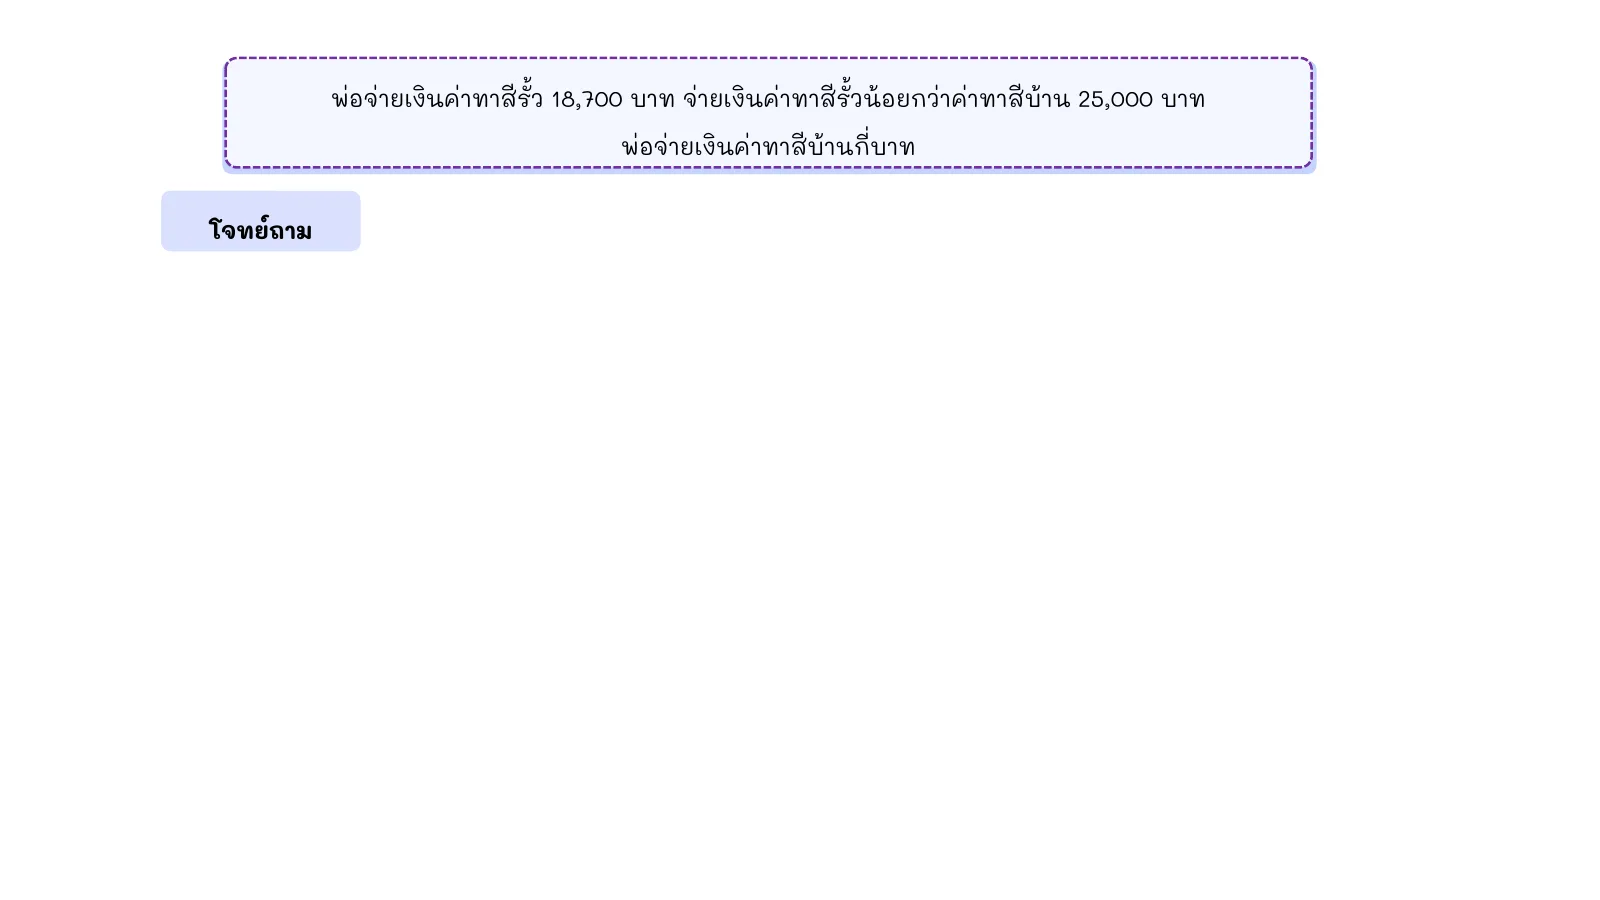 พ่อจ่ายเงินค่าทาสีรั้ว 18,700 บาท จ่ายเงินค่าทาสีรั้วน้อยกว่าค่าทาสีบ้าน 25,000 บาท
พ่อจ่ายเงินค่าทาสีบ้านกี่บาท
โจทย์ถาม